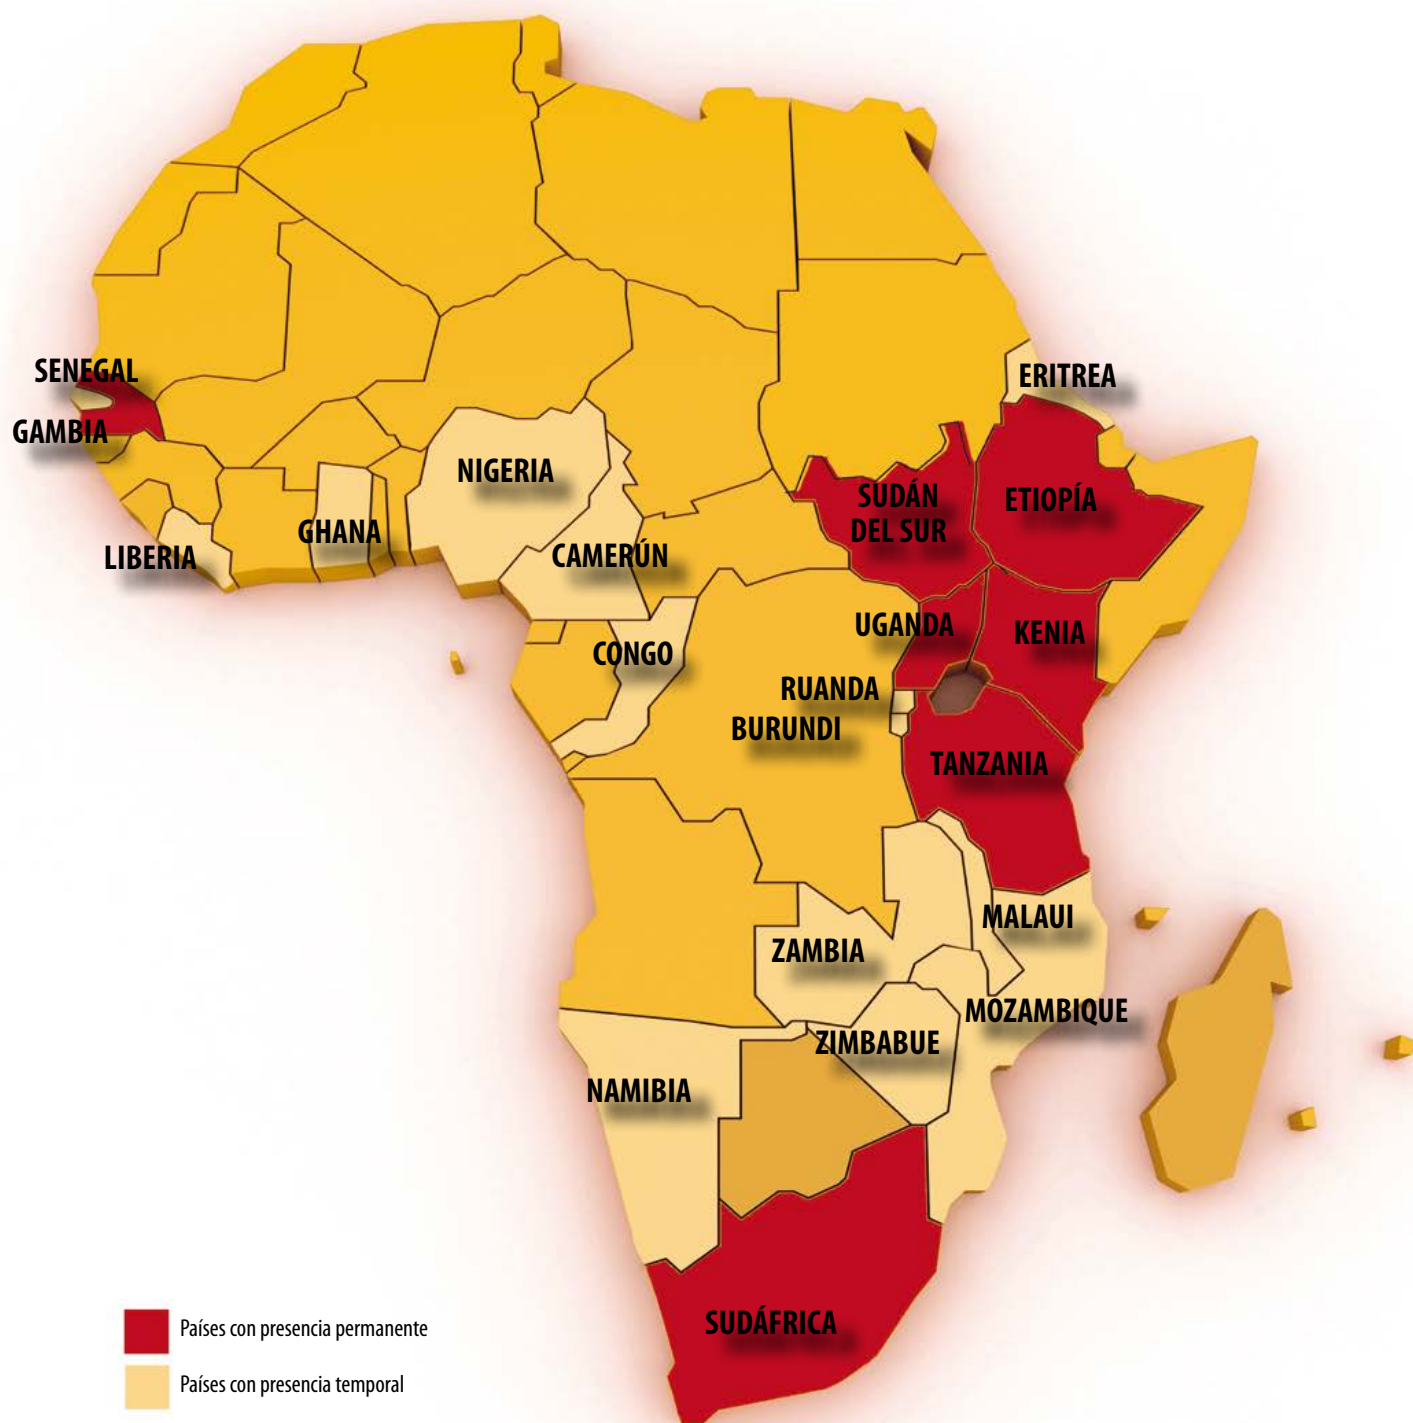 SENEGAL
ERITREA
GAMBIA
NIGERIA
SUDÁN
DEL SUR
ETIOPÍA
GHANA
LIBERIA
CAMERÚN
UGANDA
KENIA
CONGO
RUANDA
BURUNDI
TANZANIA
MALAUI
ZAMBIA
MOZAMBIQUE
ZIMBABUE
NAMIBIA
SUDÁFRICA
Países con presencia permanente
Países con presencia temporal